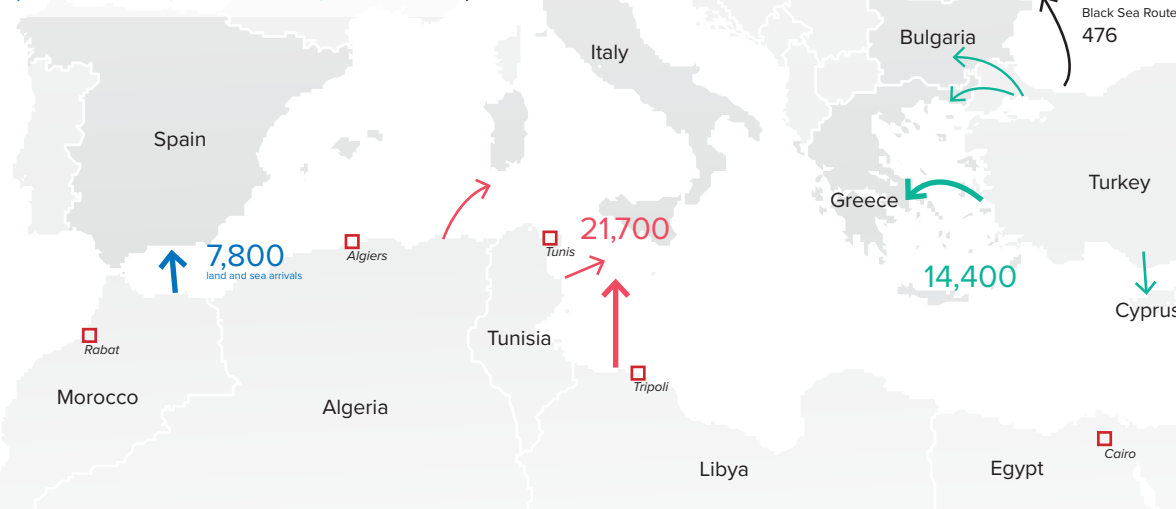 Black Sea Route
476
Bulgaria
Italy
Spain
Turkey
Greece
21,700
7,800
land and sea arrivals
Algiers
Tunis
14,400
Cyprus
Tunisia
Rabat
Tripoli
Morocco
Algeria
Cairo
Libya
Egypt